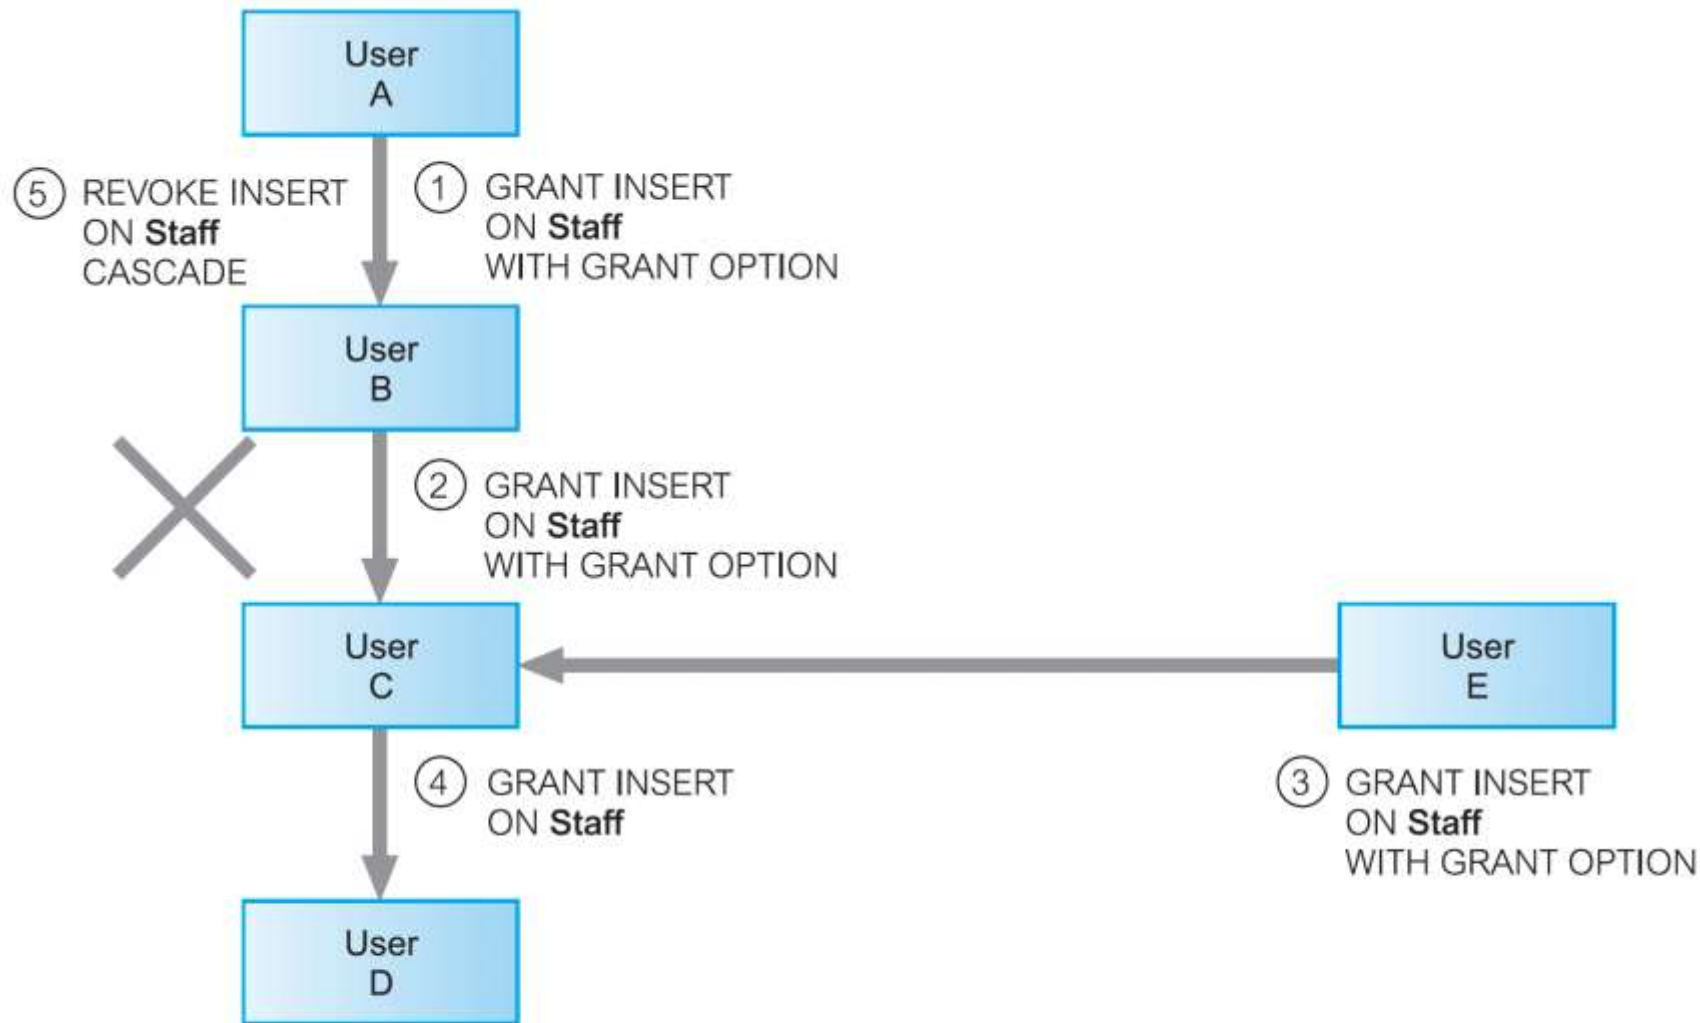 User
A
⑤ REVOKE INSERT
ON Staff
CASCADE
① GRANT INSERT
ON Staff
WITH GRANT OPTION
User
B
② GRANT INSERT
ON Staff
WITH GRANT OPTION
User
C
User
E
④ GRANT INSERT
ON Staff
③ GRANT INSERT
ON Staff
WITH GRANT OPTION
User
D